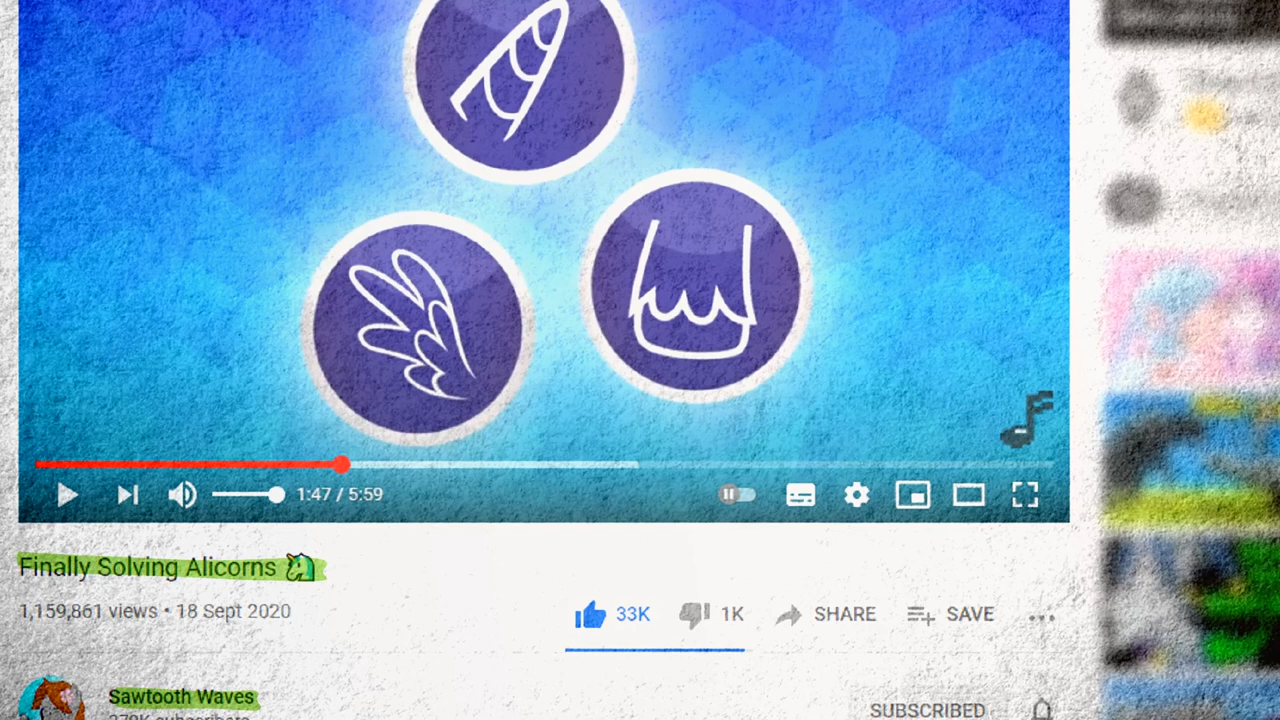 1:47 / 5:59
Finally Solving Alicorns 🦄
1,159,861 views • 18 Sept 2020
33K 1K SHARE SAVE
Sawtooth Waves
subscribers
SUBSCRIBED